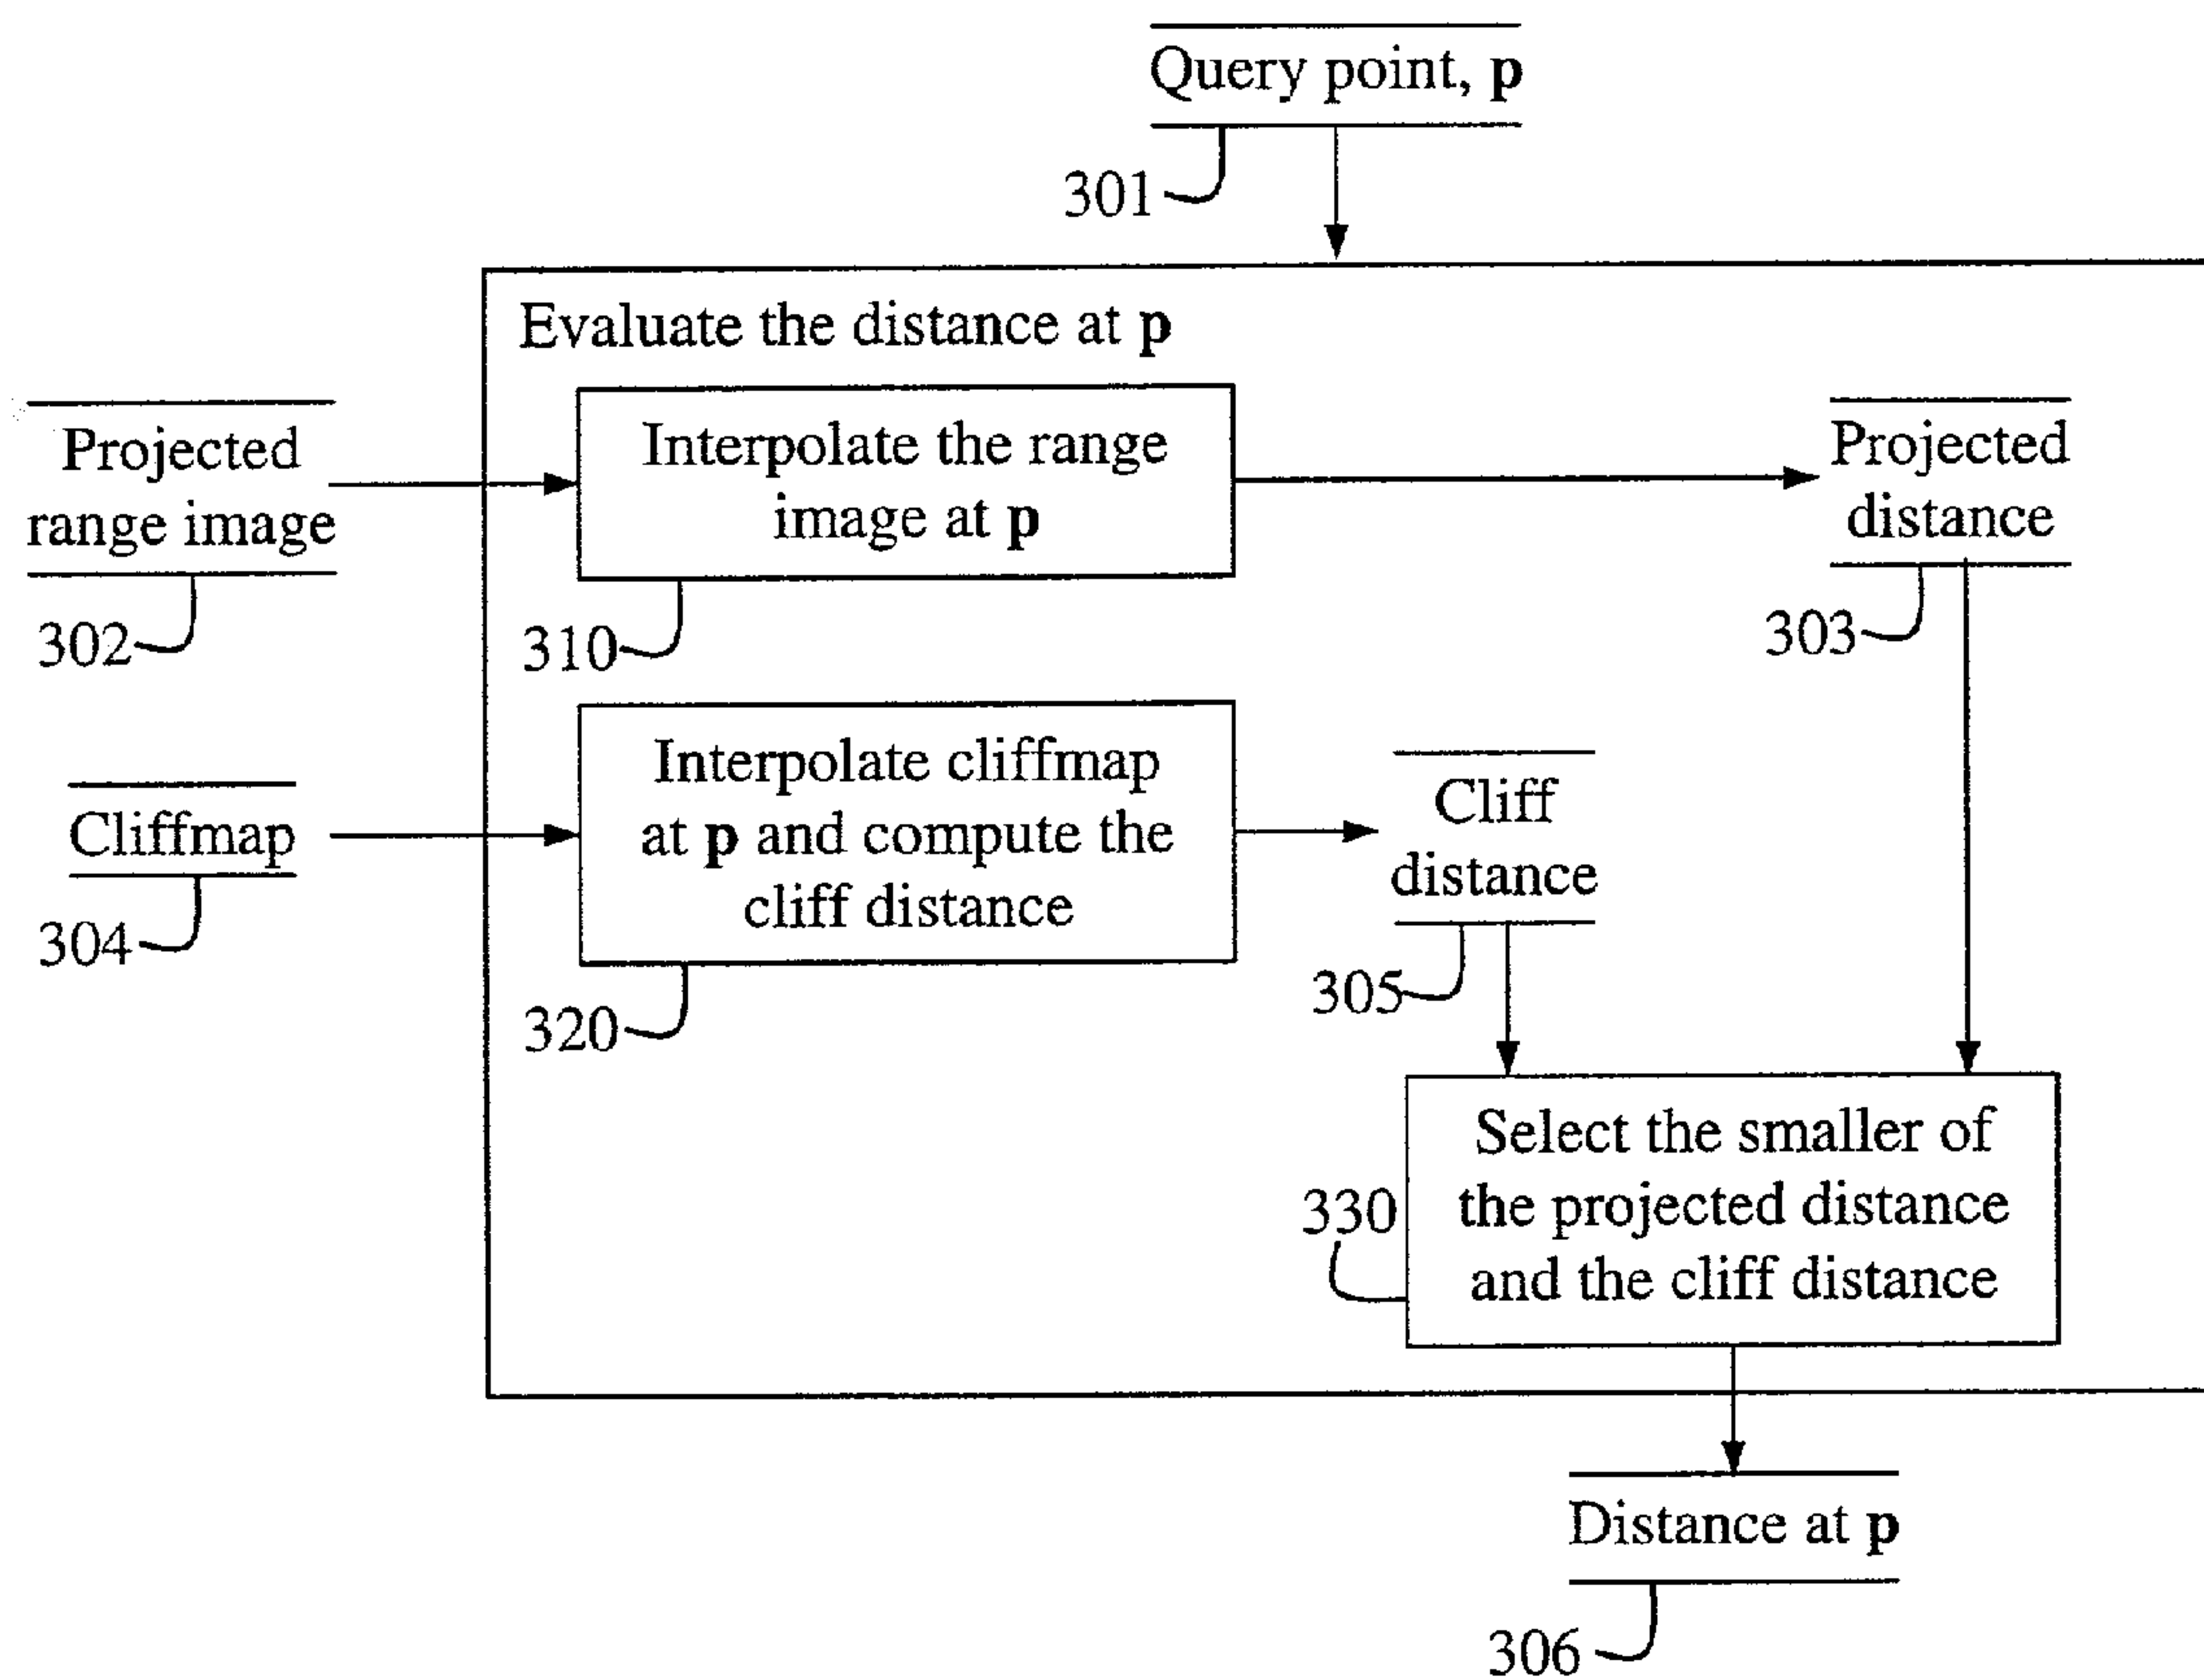 Query point, p
301
Evaluate the distance at p
Projected
range image
302
Interpolate the range
image at p
310
Projected
distance
303
Cliffmap
304
Interpolate cliffmap
at p and compute the
cliff distance
320
Cliff
distance
305
Select the smaller of
the projected distance
and the cliff distance
330
Distance at p
306